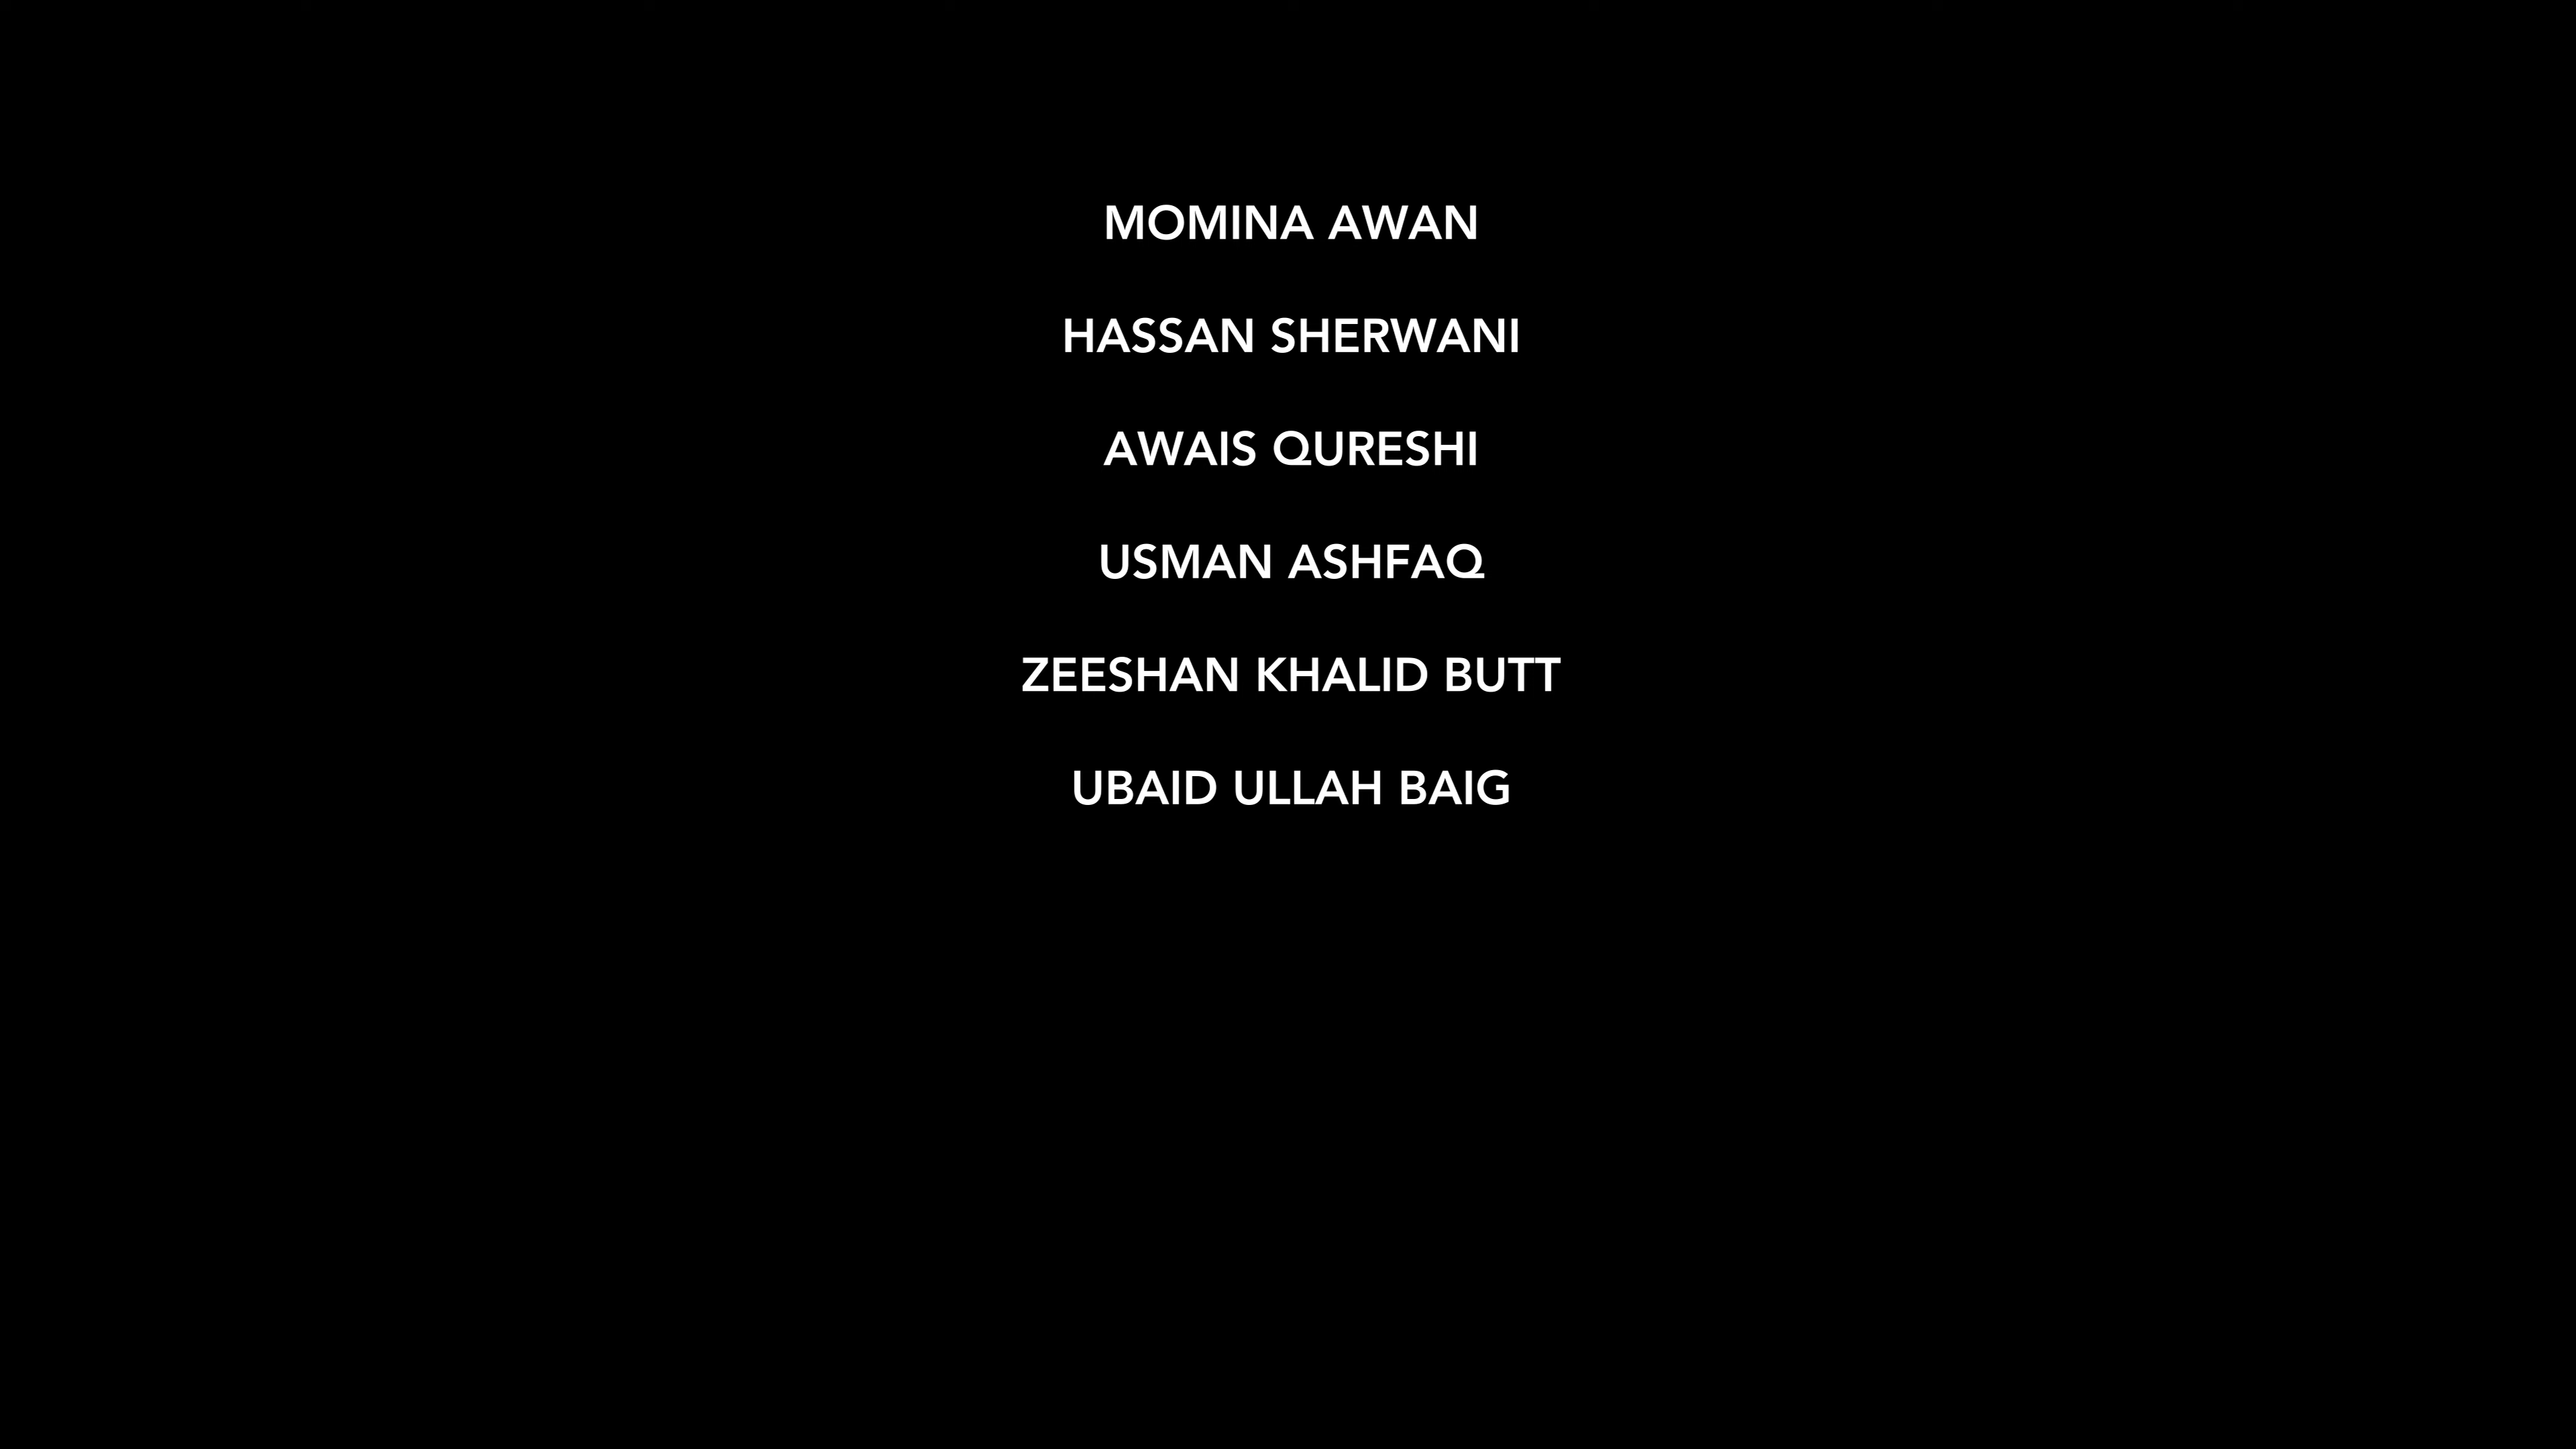 MOMINA AWAN
HASSAN SHERWANI
AWAIS QURESHI
USMAN ASHFAQ
ZEESHAN KHALID BUTT
UBAID ULLAH BAIG